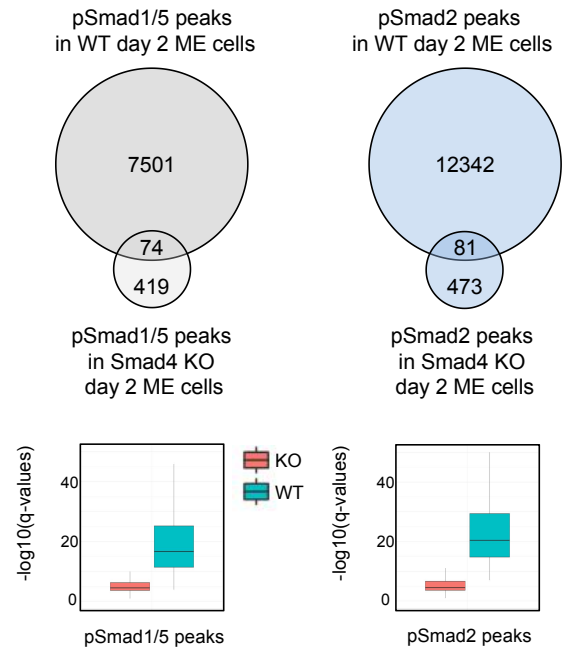 pSmad1/5 peaks
in WT day 2 ME cells
pSmad2 peaks
in WT day 2 ME cells
7501
12342
74
81
419
473
pSmad1/5 peaks
in Smad4 KO
day 2 ME cells
pSmad2 peaks
in Smad4 KO
day 2 ME cells
-log10(q-values)
40
20
0
pSmad1/5 peaks
KO
WT
-log10(q-values)
40
20
0
pSmad2 peaks